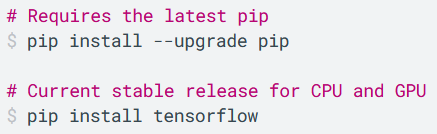 # Requires the latest pip
$ pip install --upgrade pip
# Current stable release for CPU and GPU
$ pip install tensorflow